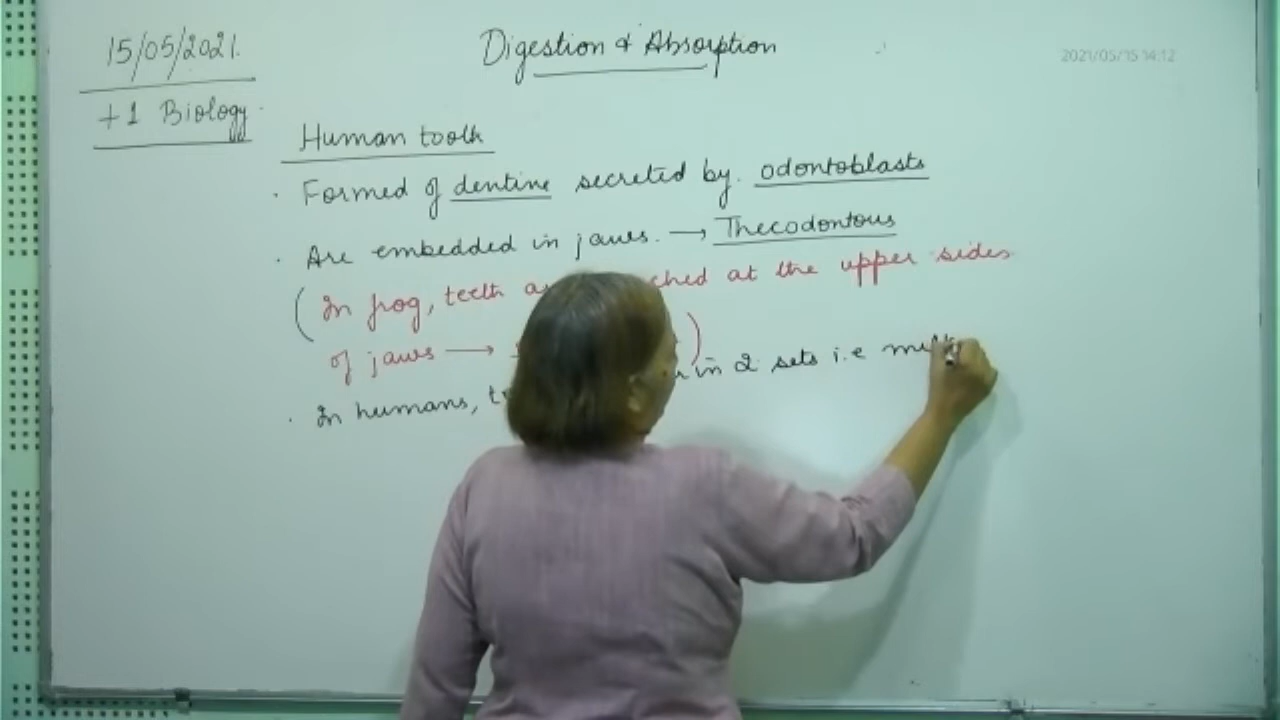 15/05/2021.
Digestion & Absorption
2021/05/15 14:12
+1 Biology
Human tooth
· Formed of dentine secreted by odontoblasts
· Are embedded in jaws. → Thecodontous
(In frog, teeth at the upper sides
of jaws → )
· In humans, in 2 sets i.e milk